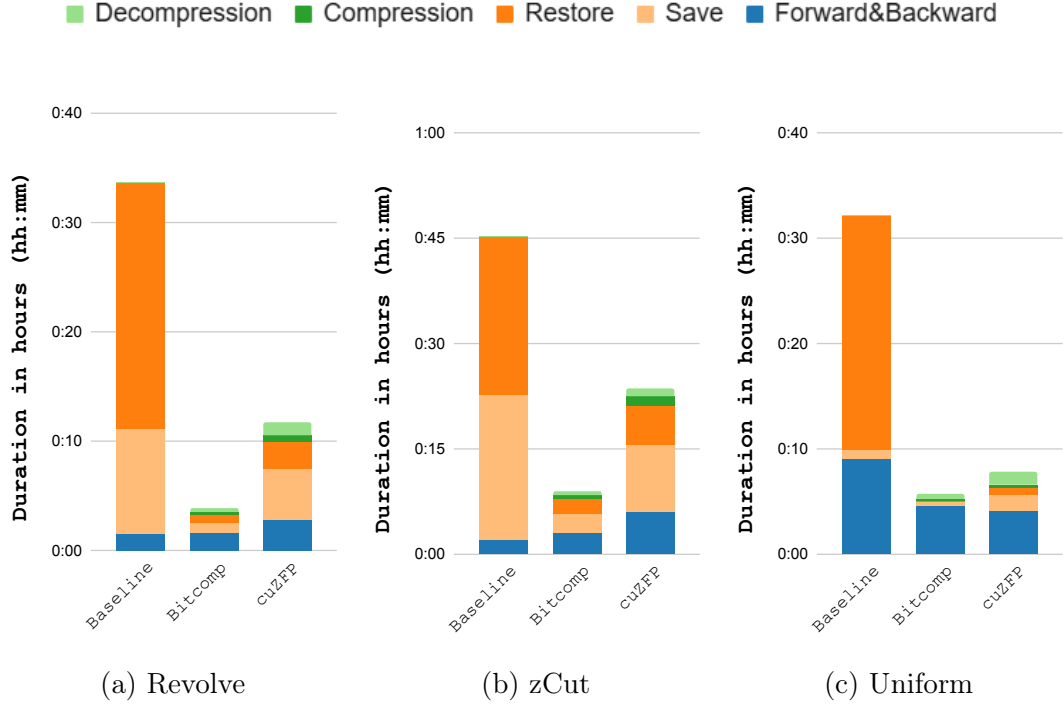 Decompression Compression Restore Save Forward&Backward
Duration in hours (hh:mm)
0:40
0:30
0:20
0:10
0:00
Baseline
Bitcomp
cuZFP
(a) Revolve
Duration in hours (hh:mm)
1:00
0:45
0:30
0:15
0:00
Baseline
Bitcomp
cuZFP
(b) zCut
Duration in hours (hh:mm)
0:40
0:30
0:20
0:10
0:00
Baseline
Bitcomp
cuZFP
(c) Uniform